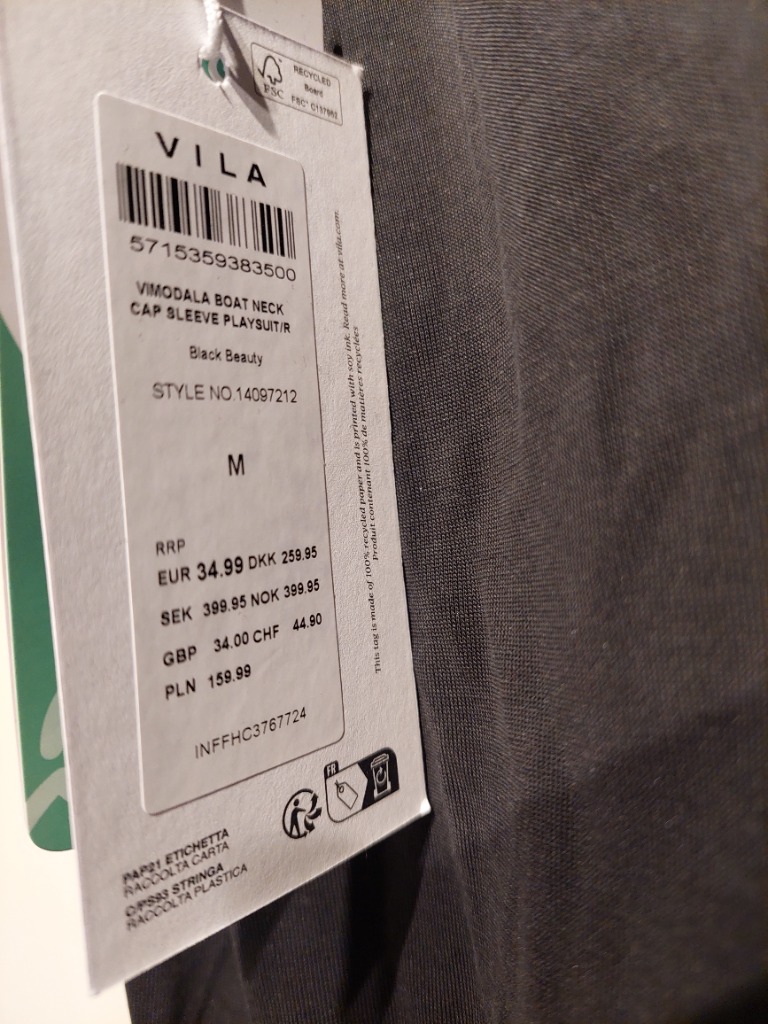 FSC
RECYCLED
Board
FSC® C137952
VILA
5715359383500
VIMODALA BOAT NECK
CAP SLEEVE PLAYSUIT/R
Black Beauty
STYLE NO.14097212
M
RRP
EUR 34.99 DKK 259.95
SEK 399.95 NOK 399.95
GBP 34.00 CHF 44.90
PLN 159.99
INFFHC3767724
This tag is made of 100% recycled paper and is printed with soy ink. Read more at vila.com.
Produit contenant 100% de matières recyclées
FR
PAP21 ETICHETTA
RACCOLTA CARTA
C/PS93 STRINGA
RACCOLTA PLASTICA